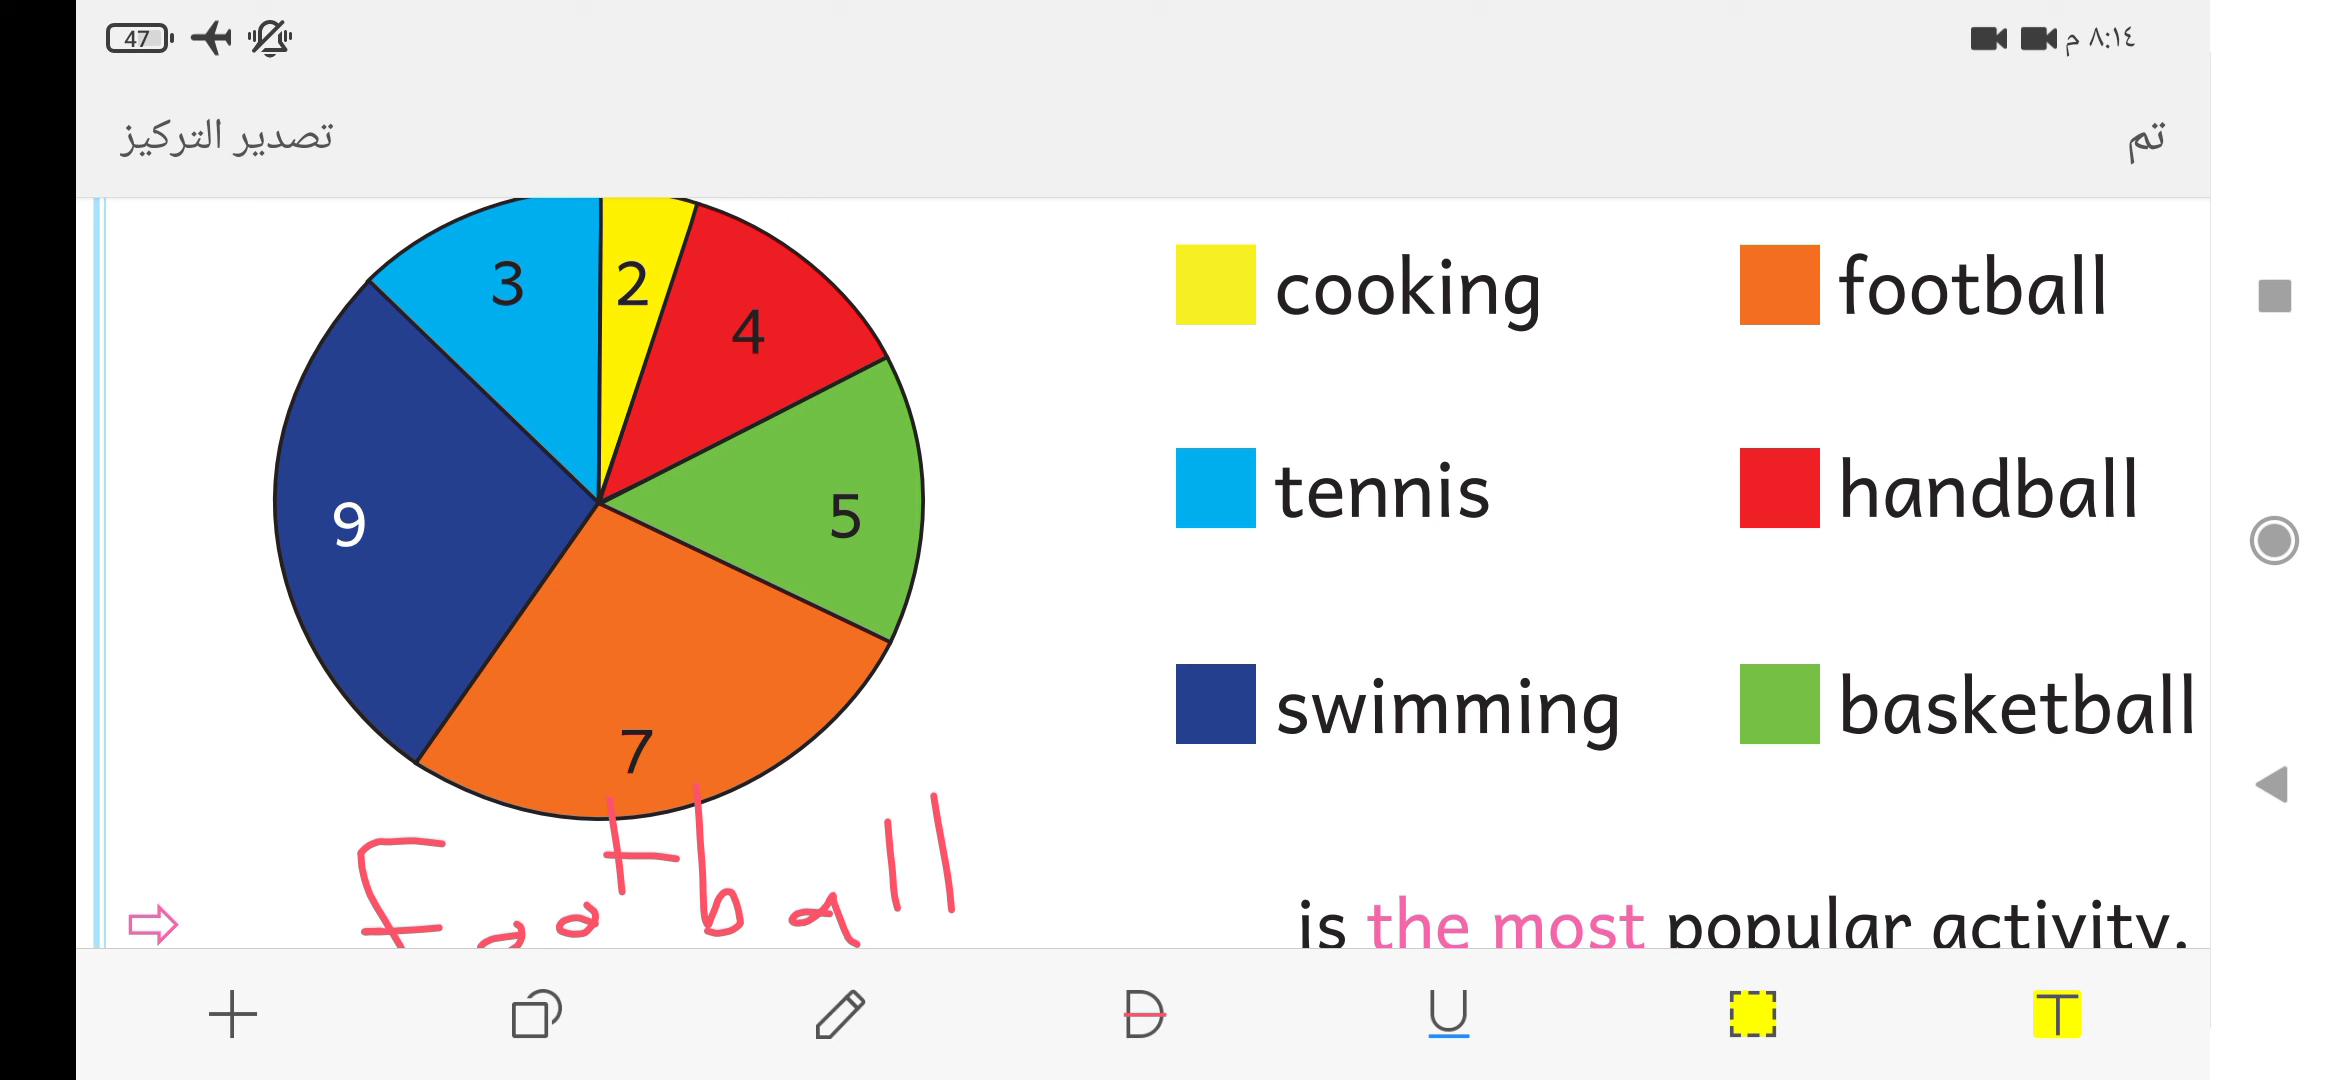 47
م ٨:١٤
تصدير التركيز
تم
3
2
4
5
7
9
cooking
football
tennis
handball
swimming
basketball
Football is the most popular activity.
U
T